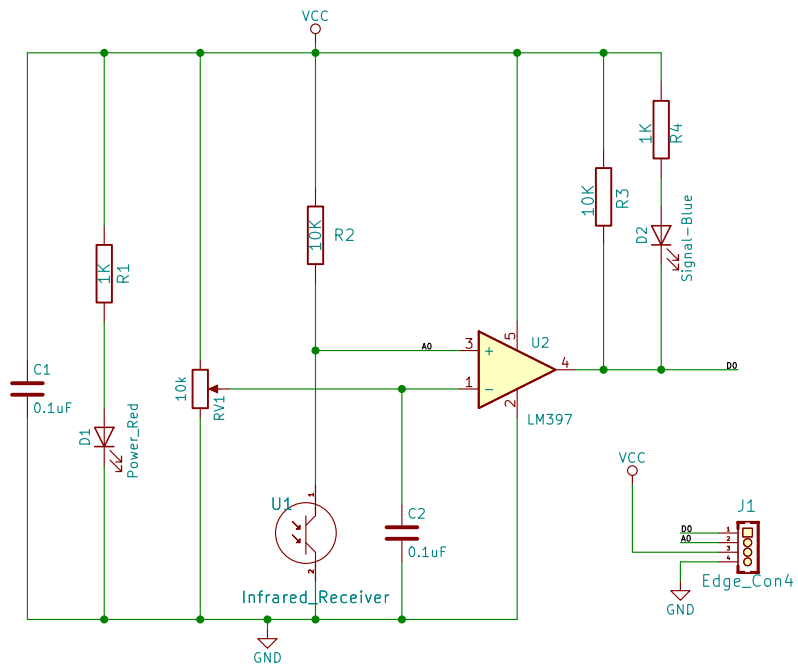 VCC
1K
R4
10K
R3
D2
Signal-Blue
10K
R2
1K
R1
3
A0
+
5
U2
4
D0
1
-
2
LM397
C1
0.1uF
10k
RV1
D1
Power_Red
U1
1
2
Infrared_Receiver
C2
0.1uF
GND
VCC
J1
D0
A0
1
2
3
4
Edge_Con4
GND